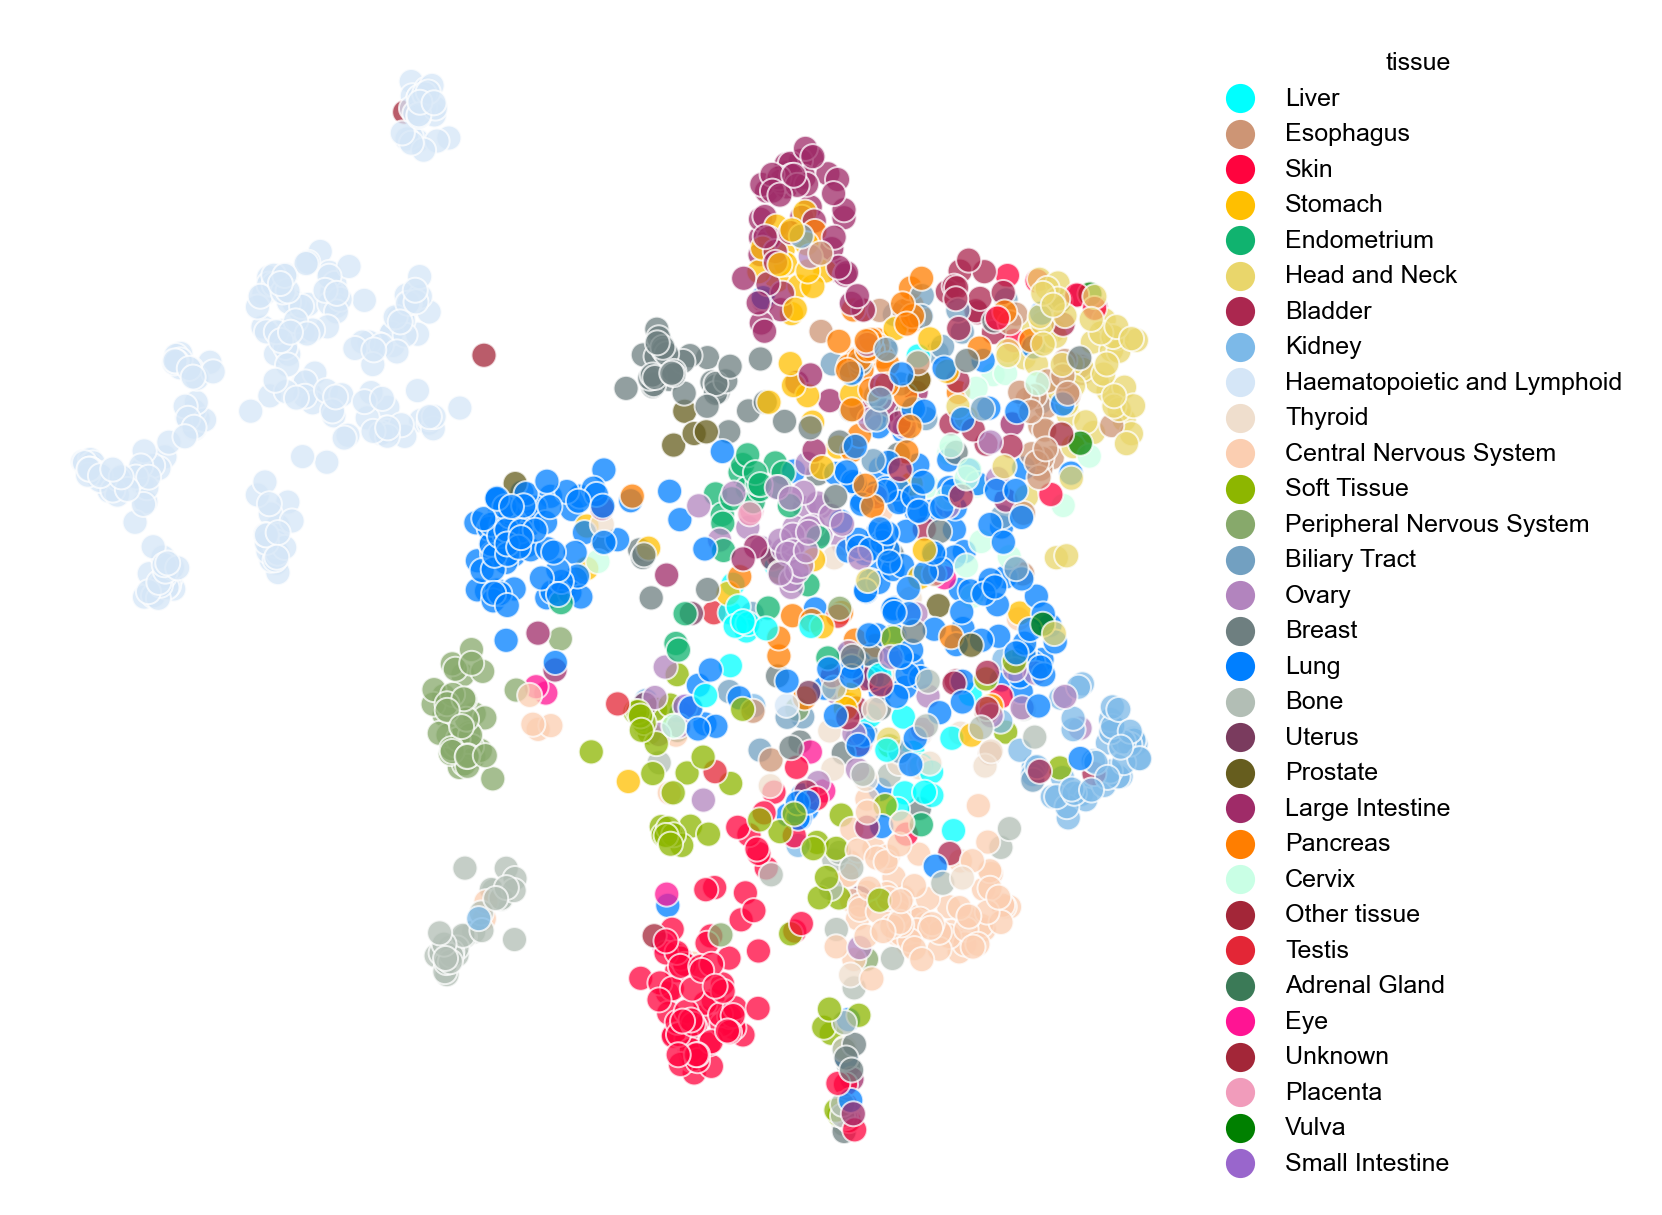 tissue
Liver
Esophagus
Skin
Stomach
Endometrium
Head and Neck
Bladder
Kidney
Haematopoietic and Lymphoid
Thyroid
Central Nervous System
Soft Tissue
Peripheral Nervous System
Biliary Tract
Ovary
Breast
Lung
Bone
Uterus
Prostate
Large Intestine
Pancreas
Cervix
Other tissue
Testis
Adrenal Gland
Eye
Unknown
Placenta
Vulva
Small Intestine